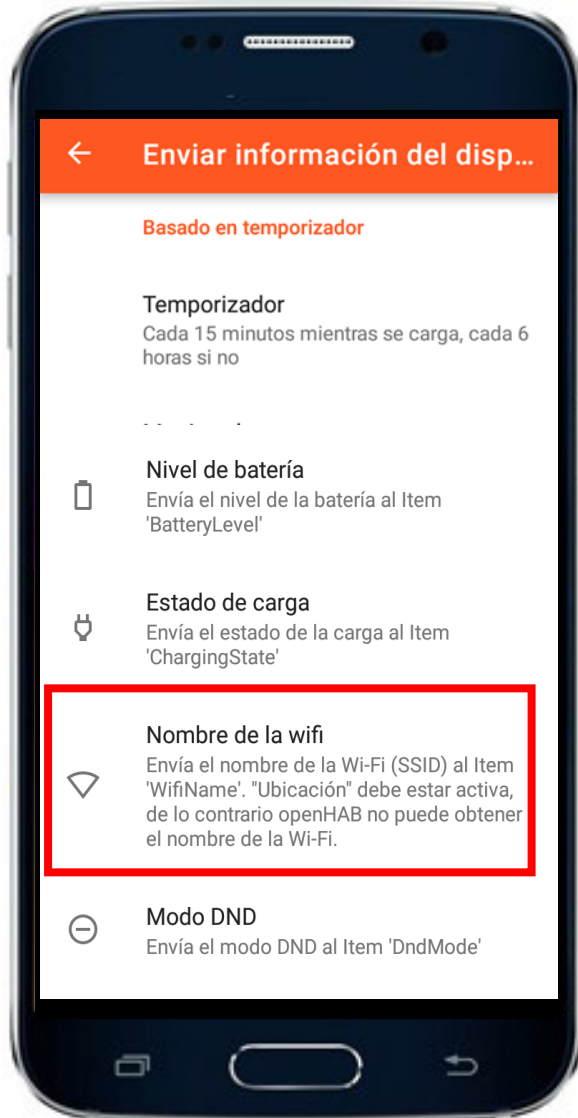 Enviar información del disp...
Basado en temporizador
Temporizador
Cada 15 minutos mientras se carga, cada 6
horas si no
Nivel de batería
Envía el nivel de la batería al Item
'BatteryLevel'
Estado de carga
Envía el estado de la carga al Item
'ChargingState'
Nombre de la wifi
Envía el nombre de la Wi-Fi (SSID) al Item
'WifiName'. "Ubicación" debe estar activa,
de lo contrario openHAB no puede obtener
el nombre de la Wi-Fi.
Modo DND
Envía el modo DND al Item 'DndMode'